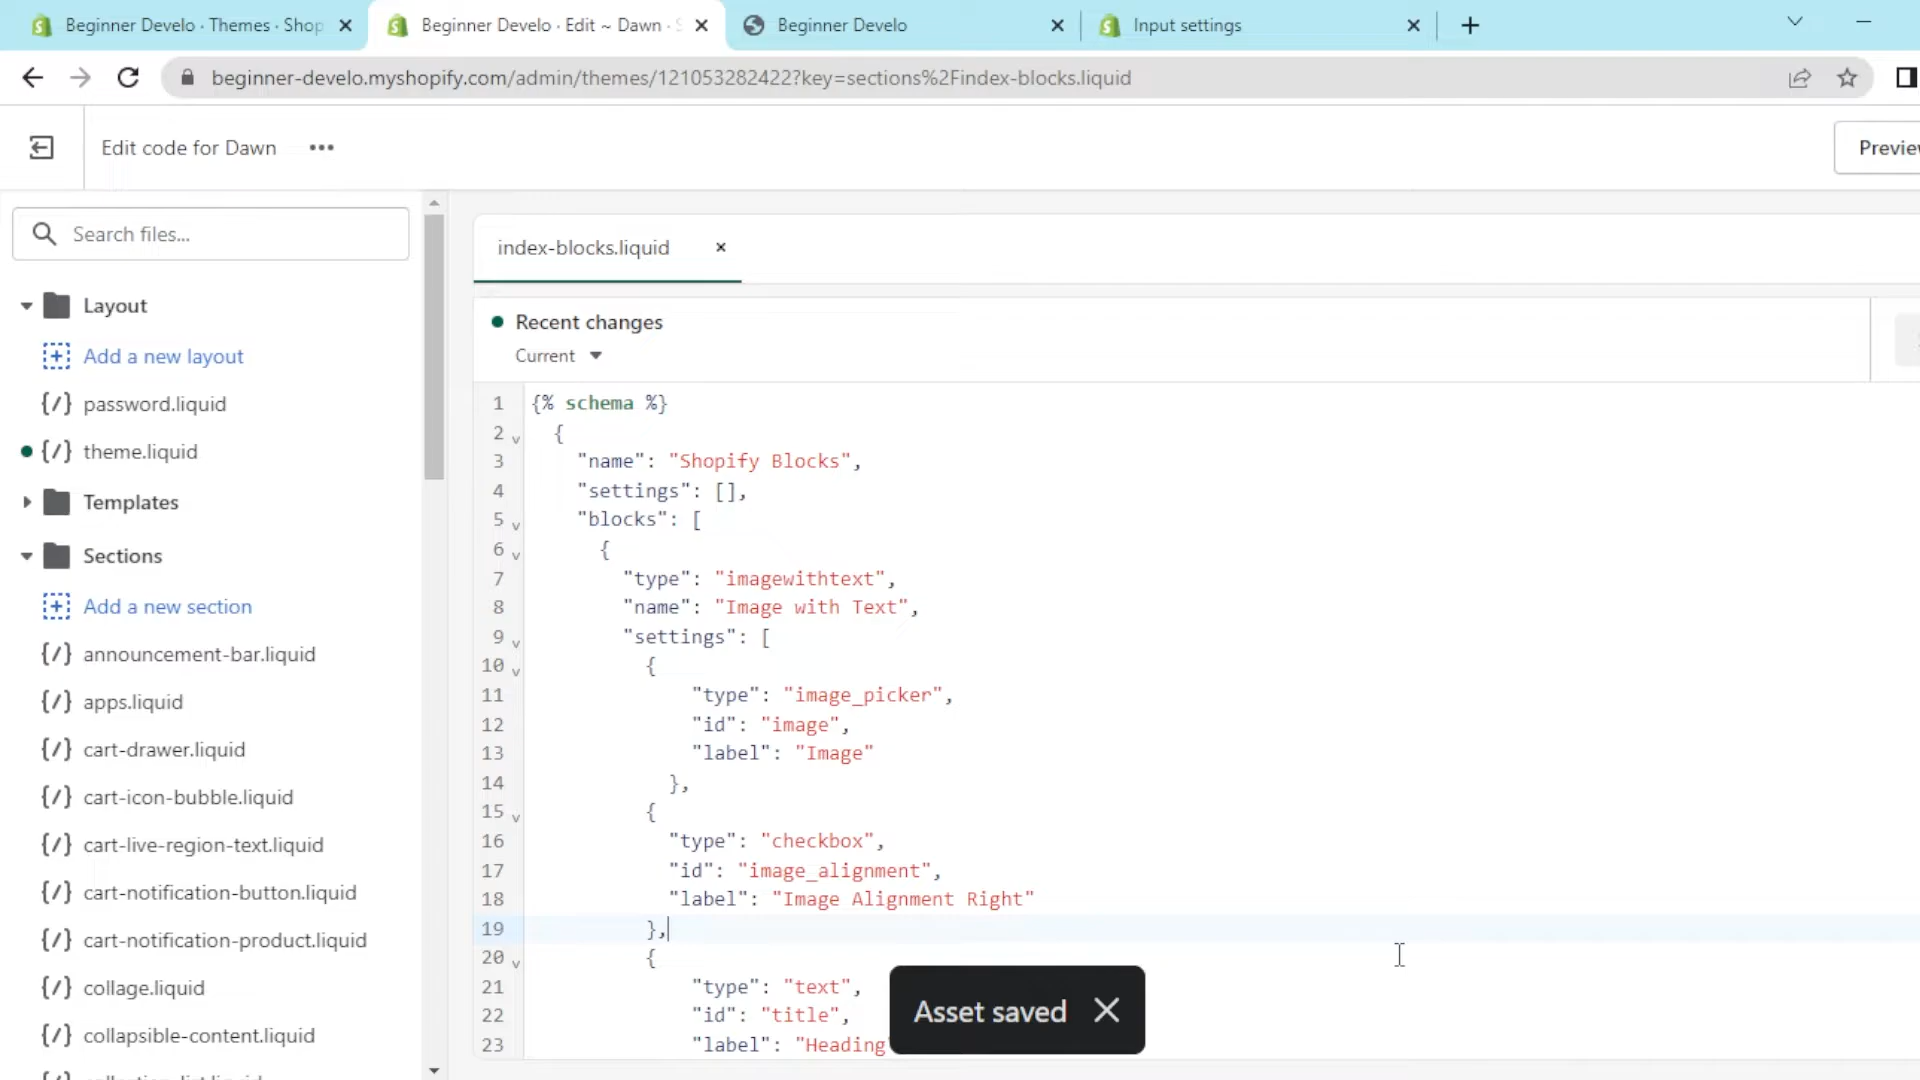 Beginner Develo · Themes · Shop
Beginner Develo · Edit ~ Dawn ·
Beginner Develo
Input settings
beginner-develo.myshopify.com/admin/themes/121053282422?key=sections%2Findex-blocks.liquid
Edit code for Dawn
Preview
Search files...
Layout
Add a new layout
password.liquid
theme.liquid
Templates
Sections
Add a new section
announcement-bar.liquid
apps.liquid
cart-drawer.liquid
cart-icon-bubble.liquid
cart-live-region-text.liquid
cart-notification-button.liquid
cart-notification-product.liquid
collage.liquid
collapsible-content.liquid
index-blocks.liquid
Recent changes
Current
1 {% schema %}
2 {
3 "name": "Shopify Blocks",
4 "settings": [],
5 "blocks": [
6 {
7 "type": "imagewithtext",
8 "name": "Image with Text",
9 "settings": [
10 {
11 "type": "image_picker",
12 "id": "image",
13 "label": "Image"
14 },
15 {
16 "type": "checkbox",
17 "id": "image_alignment",
18 "label": "Image Alignment Right"
19 },
20 {
21 "type": "text",
22 "id": "title",
23 "label": "Heading
Asset saved